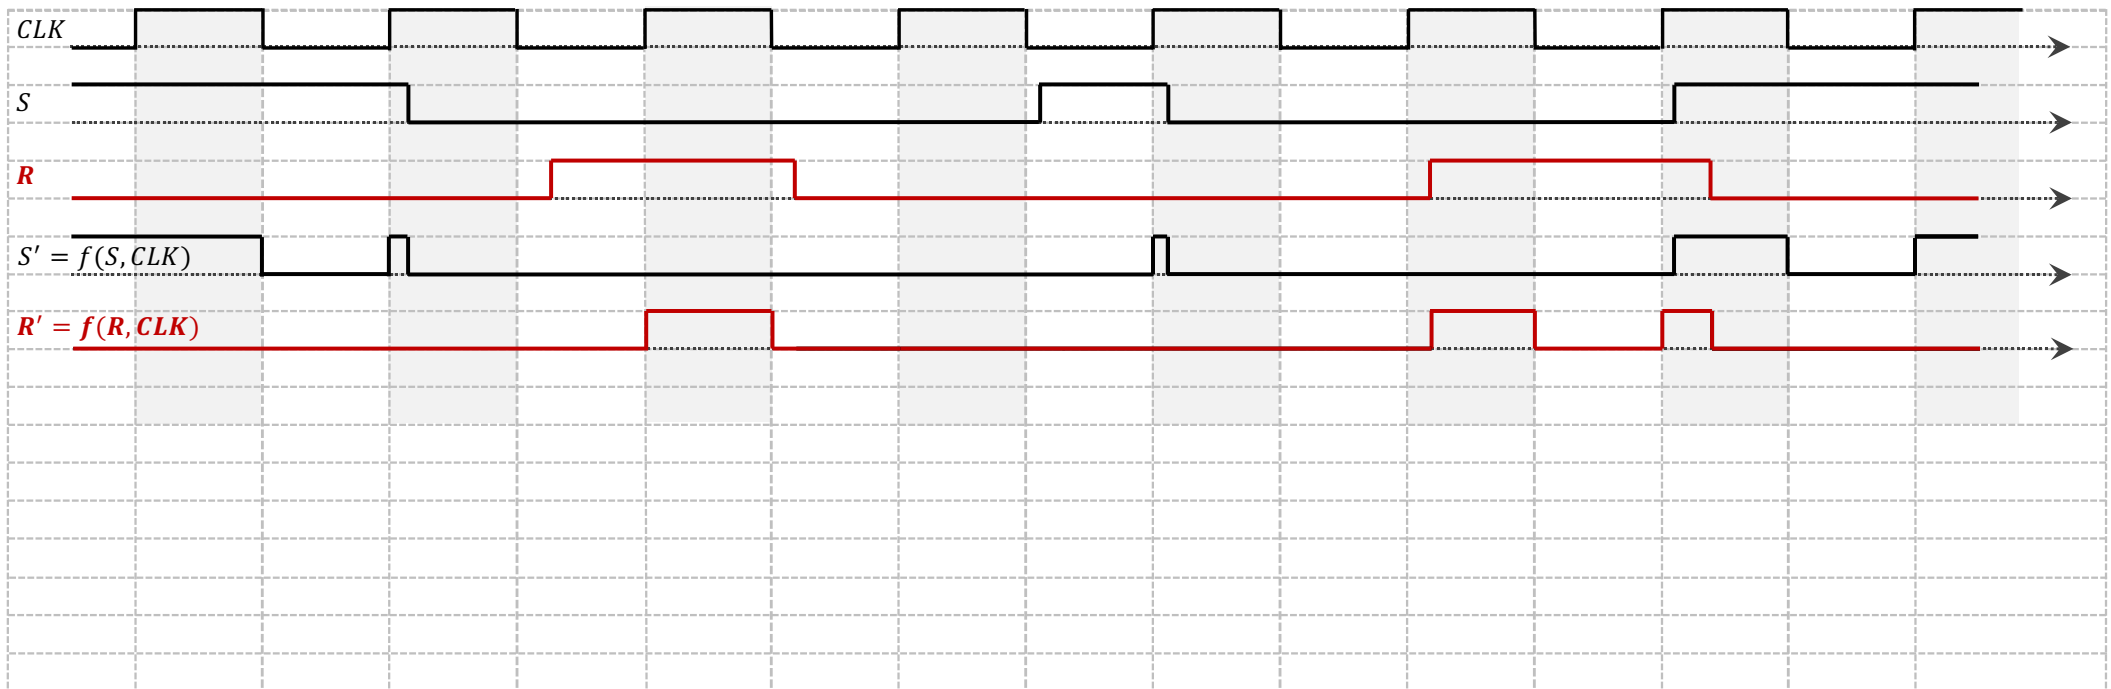 CLK
S
R
S′ = f(S, CLK)
R′ = f(R, CLK)